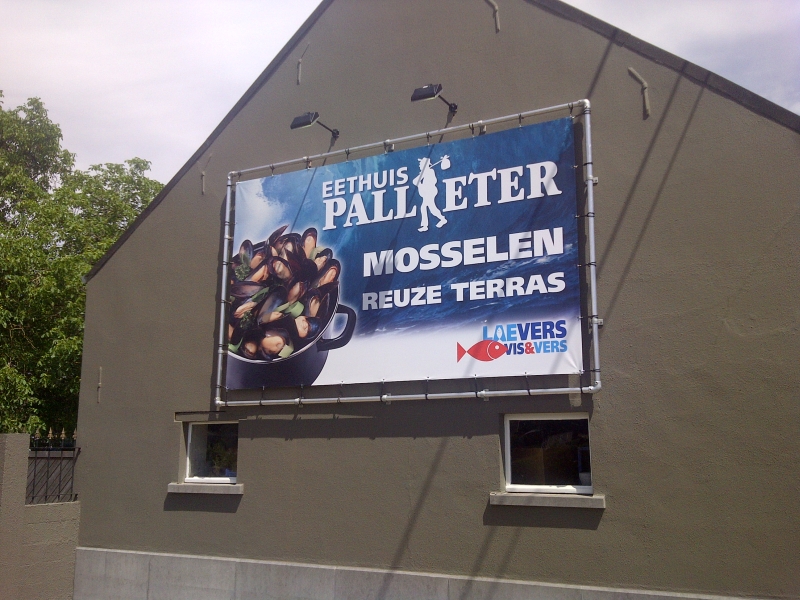 EETHUIS
PALLIETER
MOSSELEN
REUZE TERRAS
LAEVERS
VIS&VERS